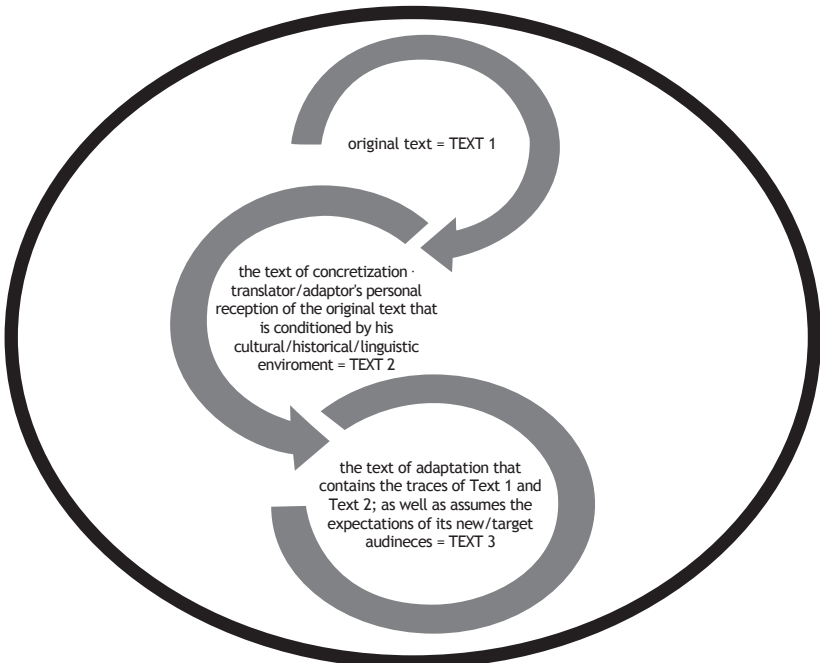 original text = TEXT 1
the text of concretization ·
translator/adaptor's personal
reception of the original text that
is conditioned by his
cultural/historical/linguistic
enviroment = TEXT 2
the text of adaptation that
contains the traces of Text 1 and
Text 2; as well as assumes the
expectations of its new/target
audineces = TEXT 3